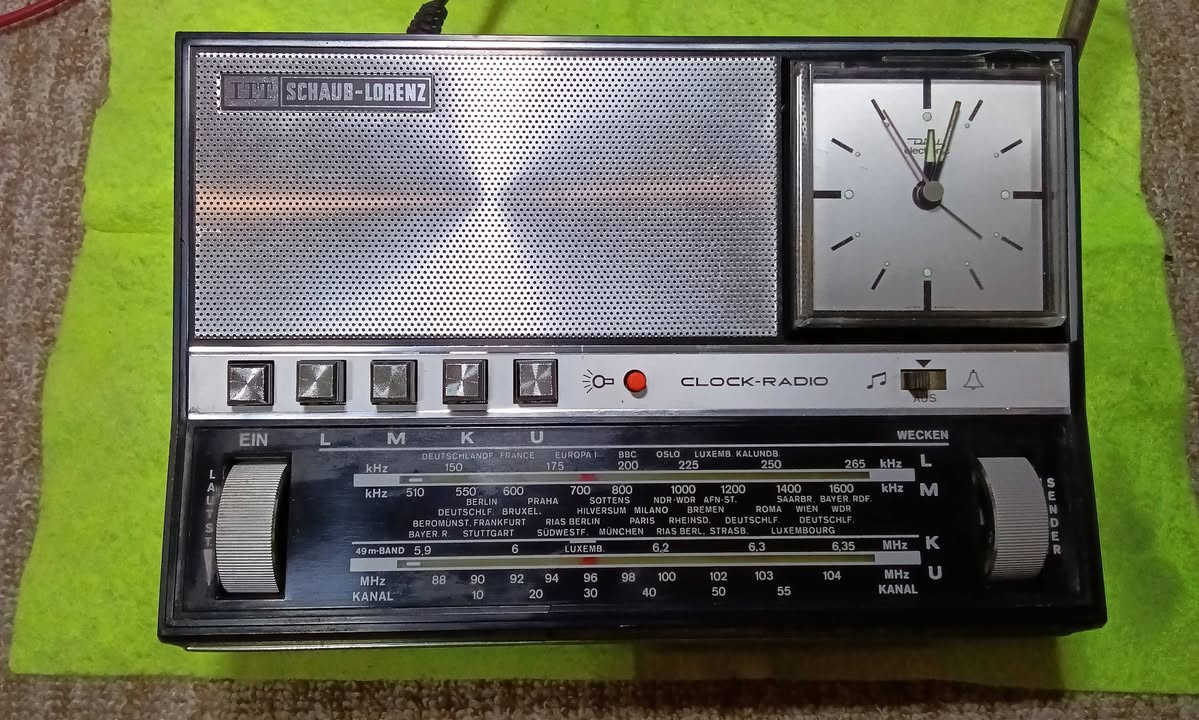 ITT SCHAUB-LORENZ
electronic
CLOCK-RADIO
AUS
EIN L M K U WECKEN
LAUTST.
SENDER
DEUTSCHLANDF. FRANCE EUROPA I BBC OSLO LUXEMB. KALUNDB.
kHz 150 175 200 225 250 265 kHz L
kHz 510 550 600 700 800 1000 1200 1400 1600 kHz M
BERLIN PRAHA SOTTENS NDR-WDR AFN-ST. SAARBR. BAYER.RDF.
DEUTSCHLF. BRUXEL. HILVERSUM MILANO BREMEN ROMA WIEN WDR
BEROMÜNST. FRANKFURT RIAS BERLIN PARIS RHEINSD. DEUTSCHLF. DEUTSCHLF.
BAYER.R. STUTTGART SÜDWESTF. MÜNCHEN RIAS BERL. STRASB. LUXEMBOURG
49m-BAND 5,9 6 LUXEMB. 6,2 6,3 6,35 MHz K
MHz 88 90 92 94 96 98 100 102 103 104 MHz U
KANAL 10 20 30 40 50 55 KANAL